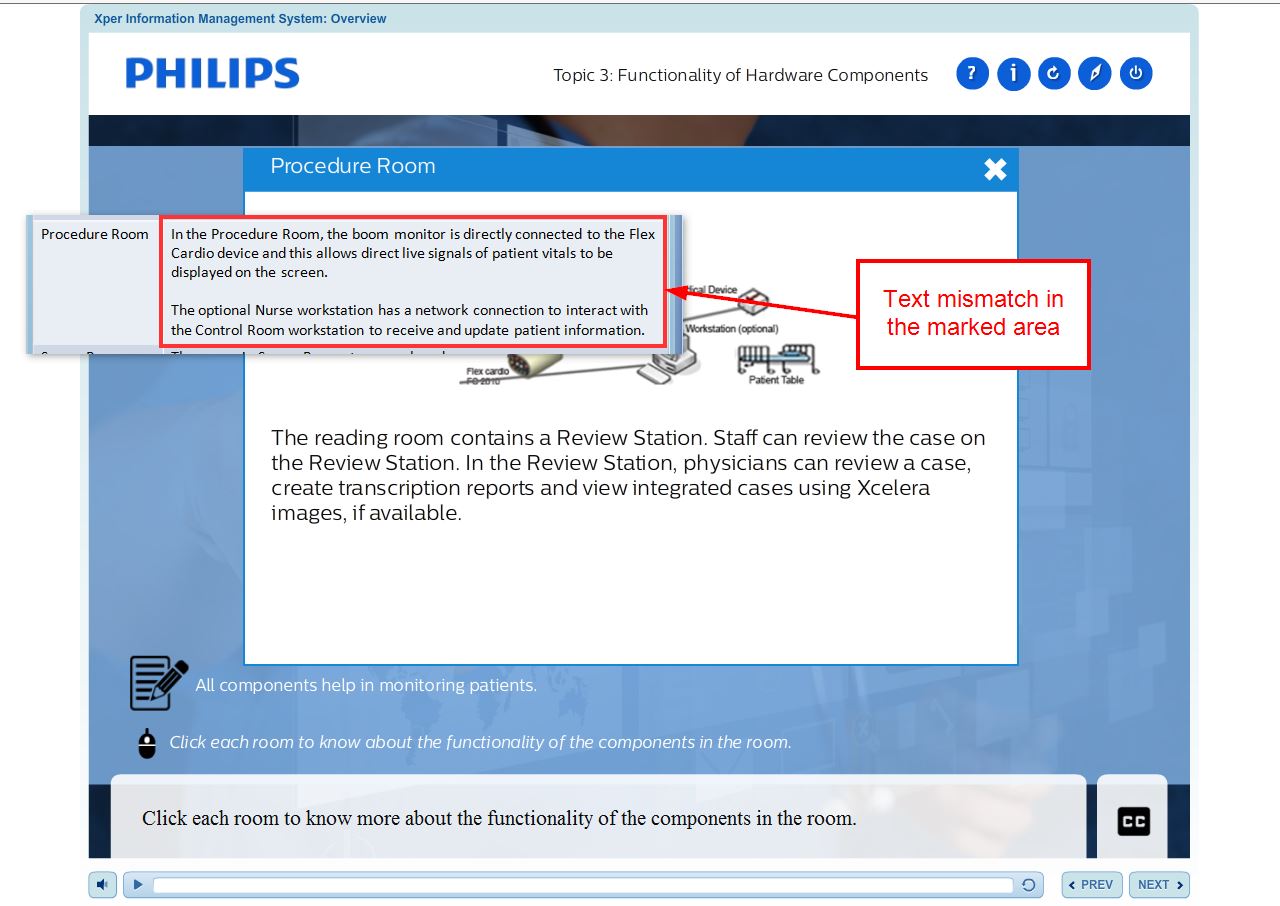 Xper Information Management System: Overview
PHILIPS
Topic 3: Functionality of Hardware Components
?
i
Procedure Room
Procedure Room
In the Procedure Room, the boom monitor is directly connected to the Flex
Cardio device and this allows direct live signals of patient vitals to be
displayed on the screen.
The optional Nurse workstation has a network connection to interact with
the Control Room workstation to receive and update patient information.
Text mismatch in
the marked area
Device
Workstation (optional)
Flex cardio
FC 2010
Patient Table
The reading room contains a Review Station. Staff can review the case on
the Review Station. In the Review Station, physicians can review a case,
create transcription reports and view integrated cases using Xcelera
images, if available.
All components help in monitoring patients.
Click each room to know about the functionality of the components in the room.
Click each room to know more about the functionality of the components in the room.
CC
PREV
NEXT